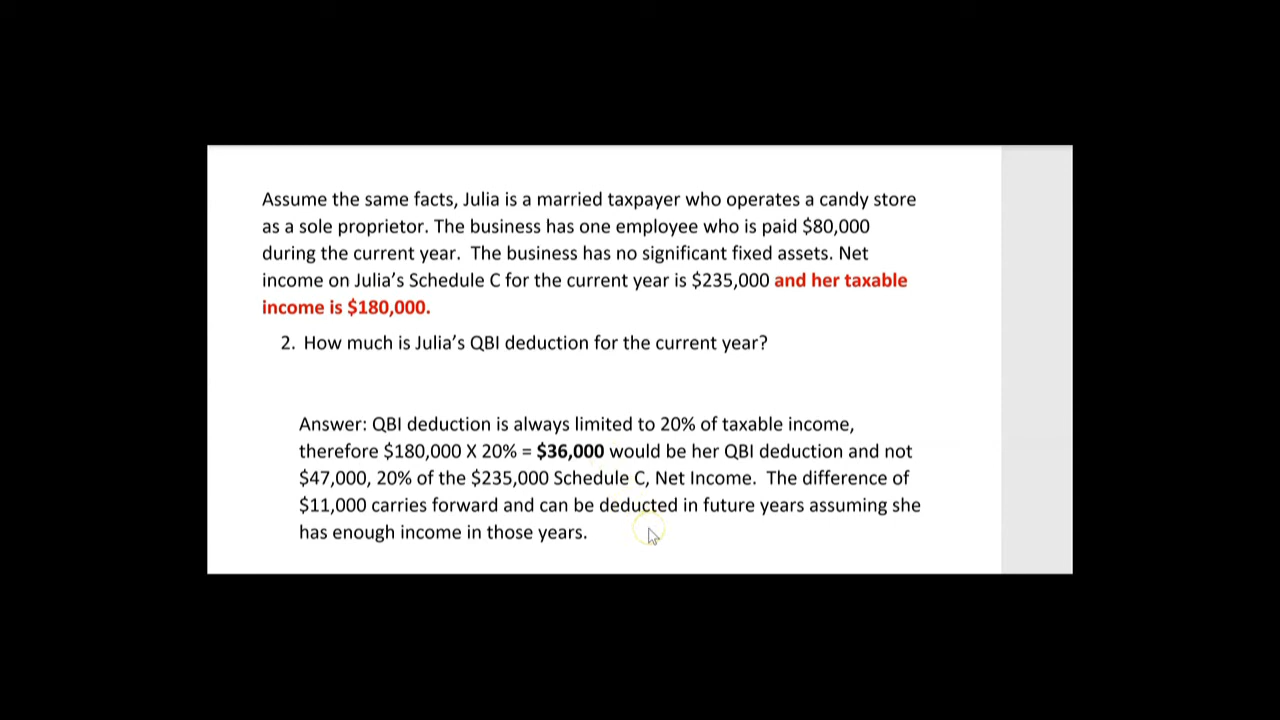 Assume the same facts, Julia is a married taxpayer who operates a candy store
as a sole proprietor. The business has one employee who is paid $80,000
during the current year.  The business has no significant fixed assets. Net
income on Julia’s Schedule C for the current year is $235,000 and her taxable
income is $180,000.
2. How much is Julia’s QBI deduction for the current year?
Answer: QBI deduction is always limited to 20% of taxable income,
therefore $180,000 X 20% = $36,000 would be her QBI deduction and not
$47,000, 20% of the $235,000 Schedule C, Net Income.  The difference of
$11,000 carries forward and can be deducted in future years assuming she
has enough income in those years.